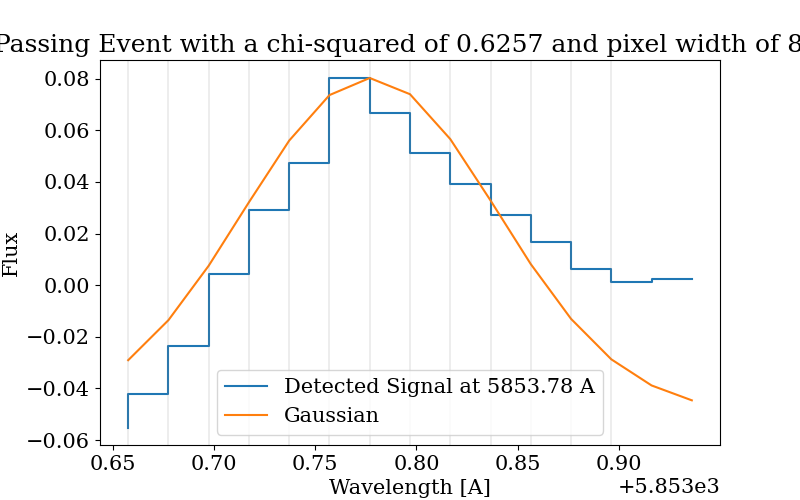 Passing Event with a chi-squared of 0.6257 and pixel width of 8
0.08
0.06
0.04
0.02
0.00
−0.02
−0.04
−0.06
Flux
Detected Signal at 5853.78 A
Gaussian
0.65 0.70 0.75 0.80 0.85 0.90
+5.853e3
Wavelength [A]